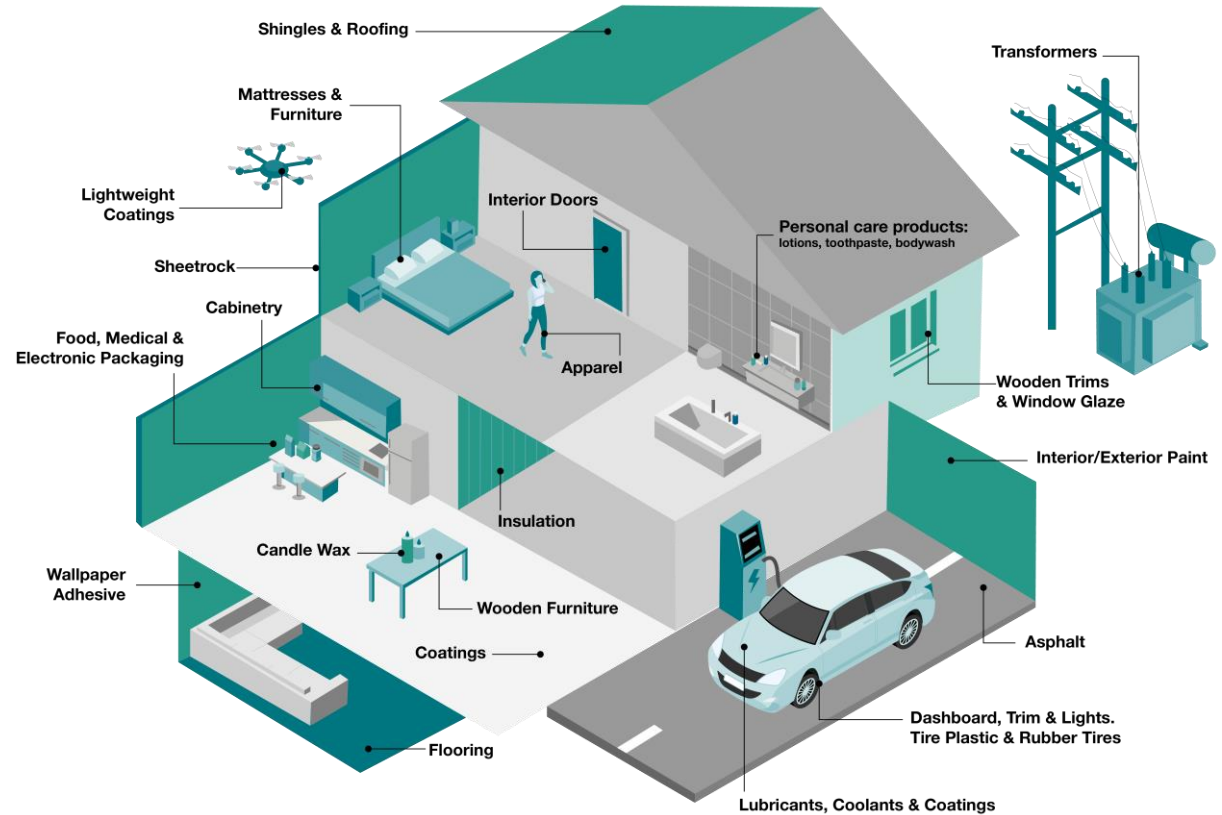 Shingles & Roofing
Transformers
Mattresses &
Furniture
Lightweight
Coatings
Interior Doors
Personal care products:
lotions, toothpaste, bodywash
Sheetrock
Cabinetry
Food, Medical &
Electronic Packaging
Apparel
Wooden Trims
& Window Glaze
Interior/Exterior Paint
Insulation
Candle Wax
Wallpaper
Adhesive
Wooden Furniture
Coatings
Asphalt
Dashboard, Trim & Lights.
Tire Plastic & Rubber Tires
Flooring
Lubricants, Coolants & Coatings